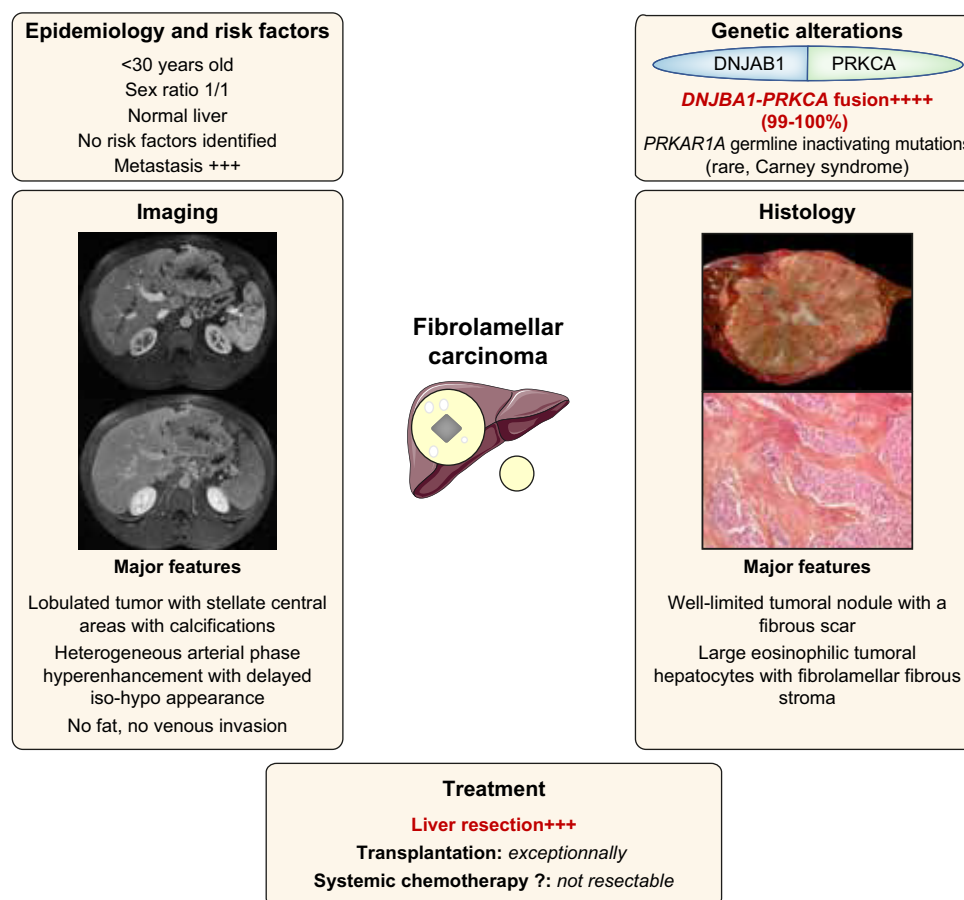 Epidemiology and risk factors
<30 years old
Sex ratio 1/1
Normal liver
No risk factors identified
Metastasis +++
Genetic alterations
DNJAB1 PRKCA
DNJBA1-PRKCA fusion++++
(99-100%)
PRKAR1A germline inactivating mutations
(rare, Carney syndrome)
Imaging
Major features
Lobulated tumor with stellate central
areas with calcifications
Heterogeneous arterial phase
hyperenhancement with delayed
iso-hypo appearance
No fat, no venous invasion
Fibrolamellar
carcinoma
Histology
Major features
Well-limited tumoral nodule with a
fibrous scar
Large eosinophilic tumoral
hepatocytes with fibrolamellar fibrous
stroma
Treatment
Liver resection+++
Transplantation: exceptionnally
Systemic chemotherapy ?: not resectable